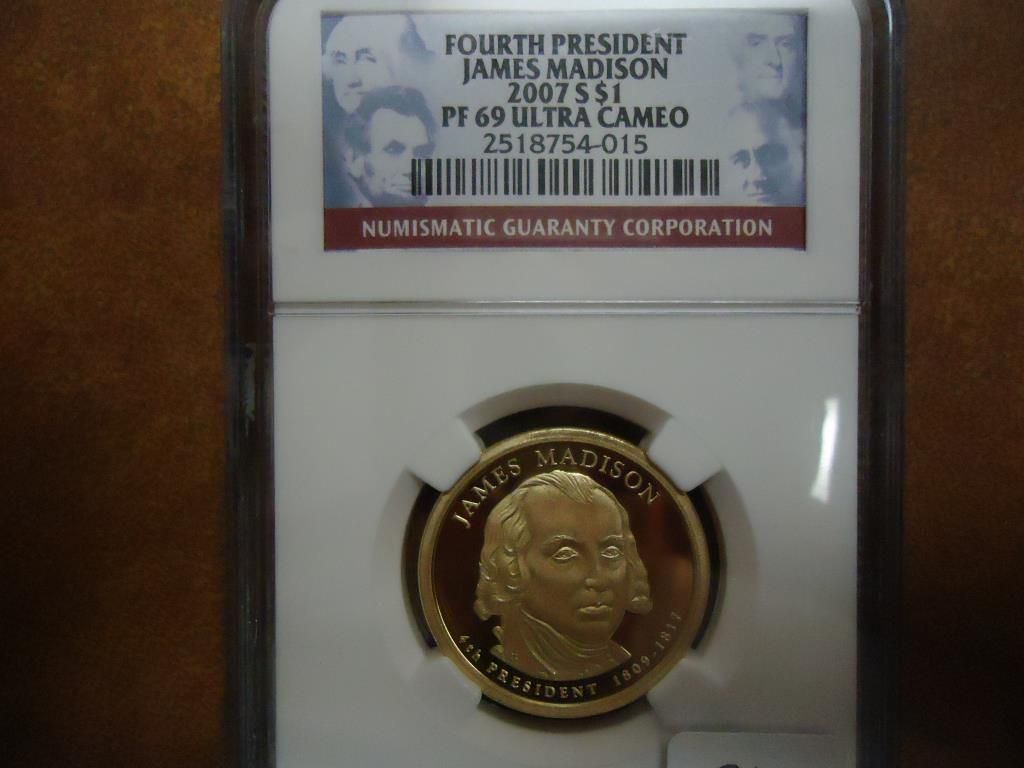 FOURTH PRESIDENT
JAMES MADISON
2007 S $1
PF 69 ULTRA CAMEO
2518754-015
NUMISMATIC GUARANTY CORPORATION
JAMES MADISON
4th PRESIDENT 1809-1817